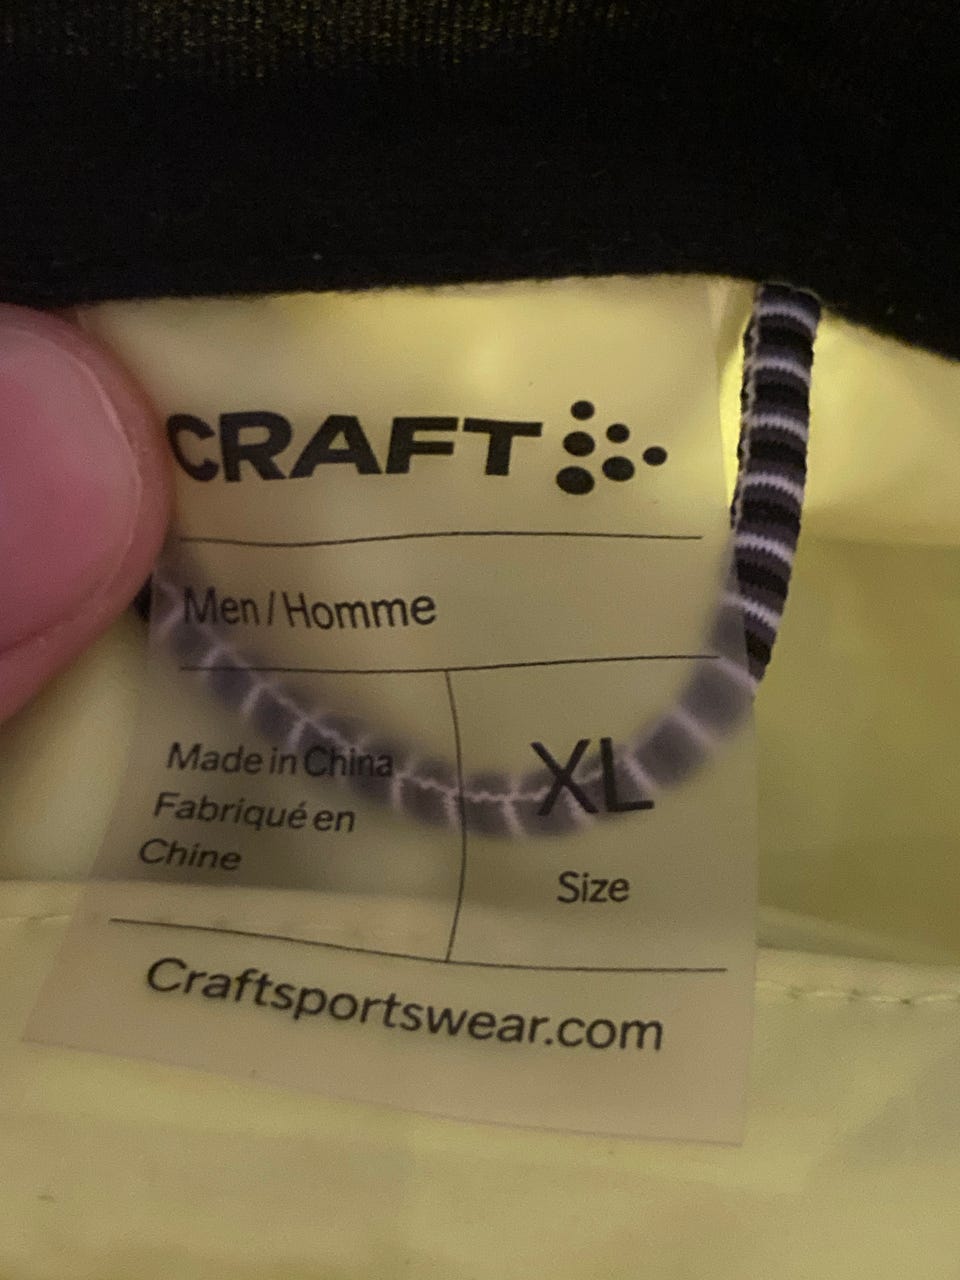 CRAFT
Men / Homme
Made in China
Fabriqué en
Chine
XL
Size
Craftsportswear.com